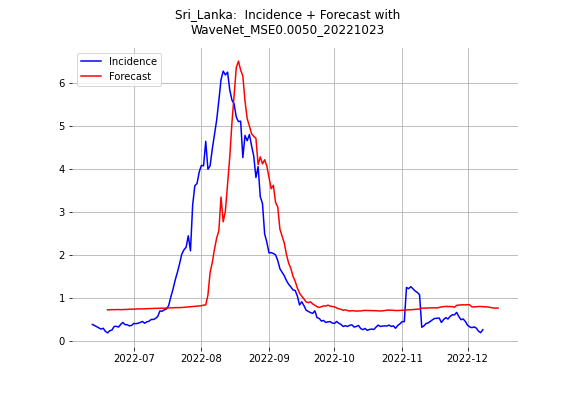 Sri_Lanka:  Incidence + Forecast with
WaveNet_MSE0.0050_20221023
Incidence
Forecast
6
5
4
3
2
1
0
2022-07 2022-08 2022-09 2022-10 2022-11 2022-12